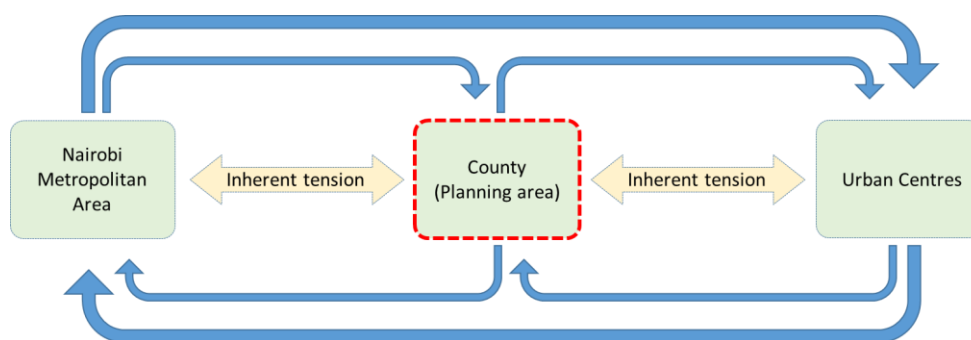 Nairobi
Metropolitan
Area
Inherent tension
County
(Planning area)
Inherent tension
Urban Centres